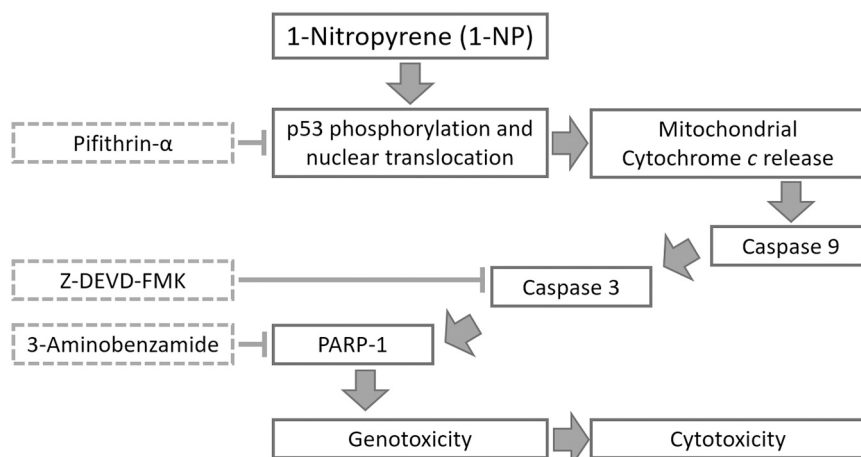 1-Nitropyrene (1-NP)
Pifithrin-α
p53 phosphorylation and
nuclear translocation
Mitochondrial
Cytochrome c release
Caspase 9
Z-DEVD-FMK
Caspase 3
3-Aminobenzamide
PARP-1
Genotoxicity
Cytotoxicity